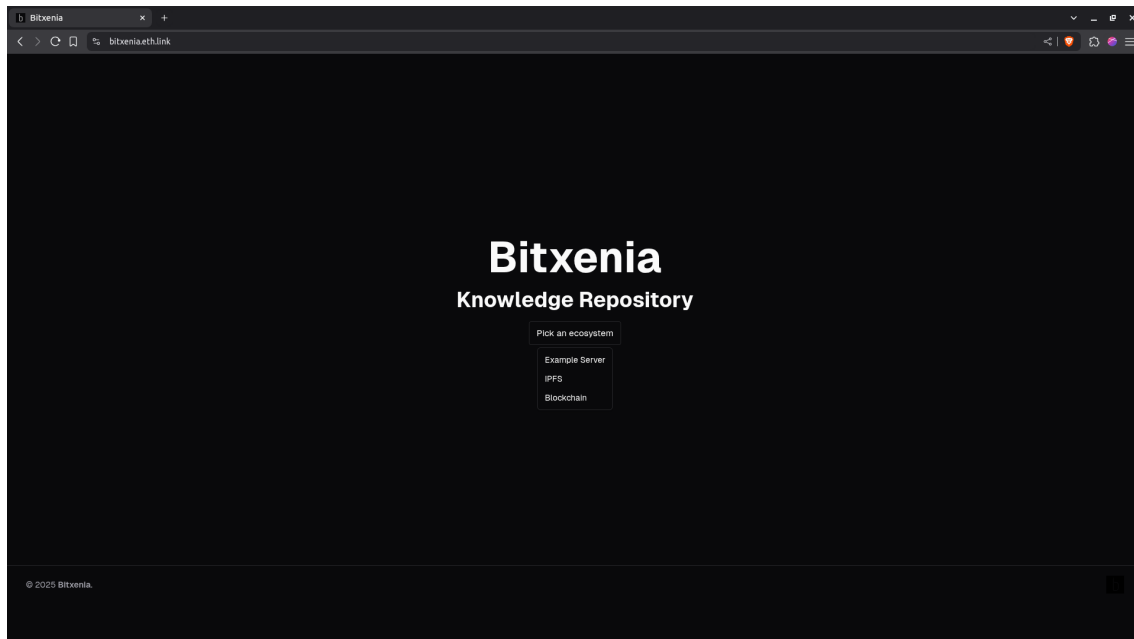 Bitxenia
bitxenia.eth.link
Bitxenia
Knowledge Repository
Pick an ecosystem
Example Server
IPFS
Blockchain
© 2025 Bitxenia.